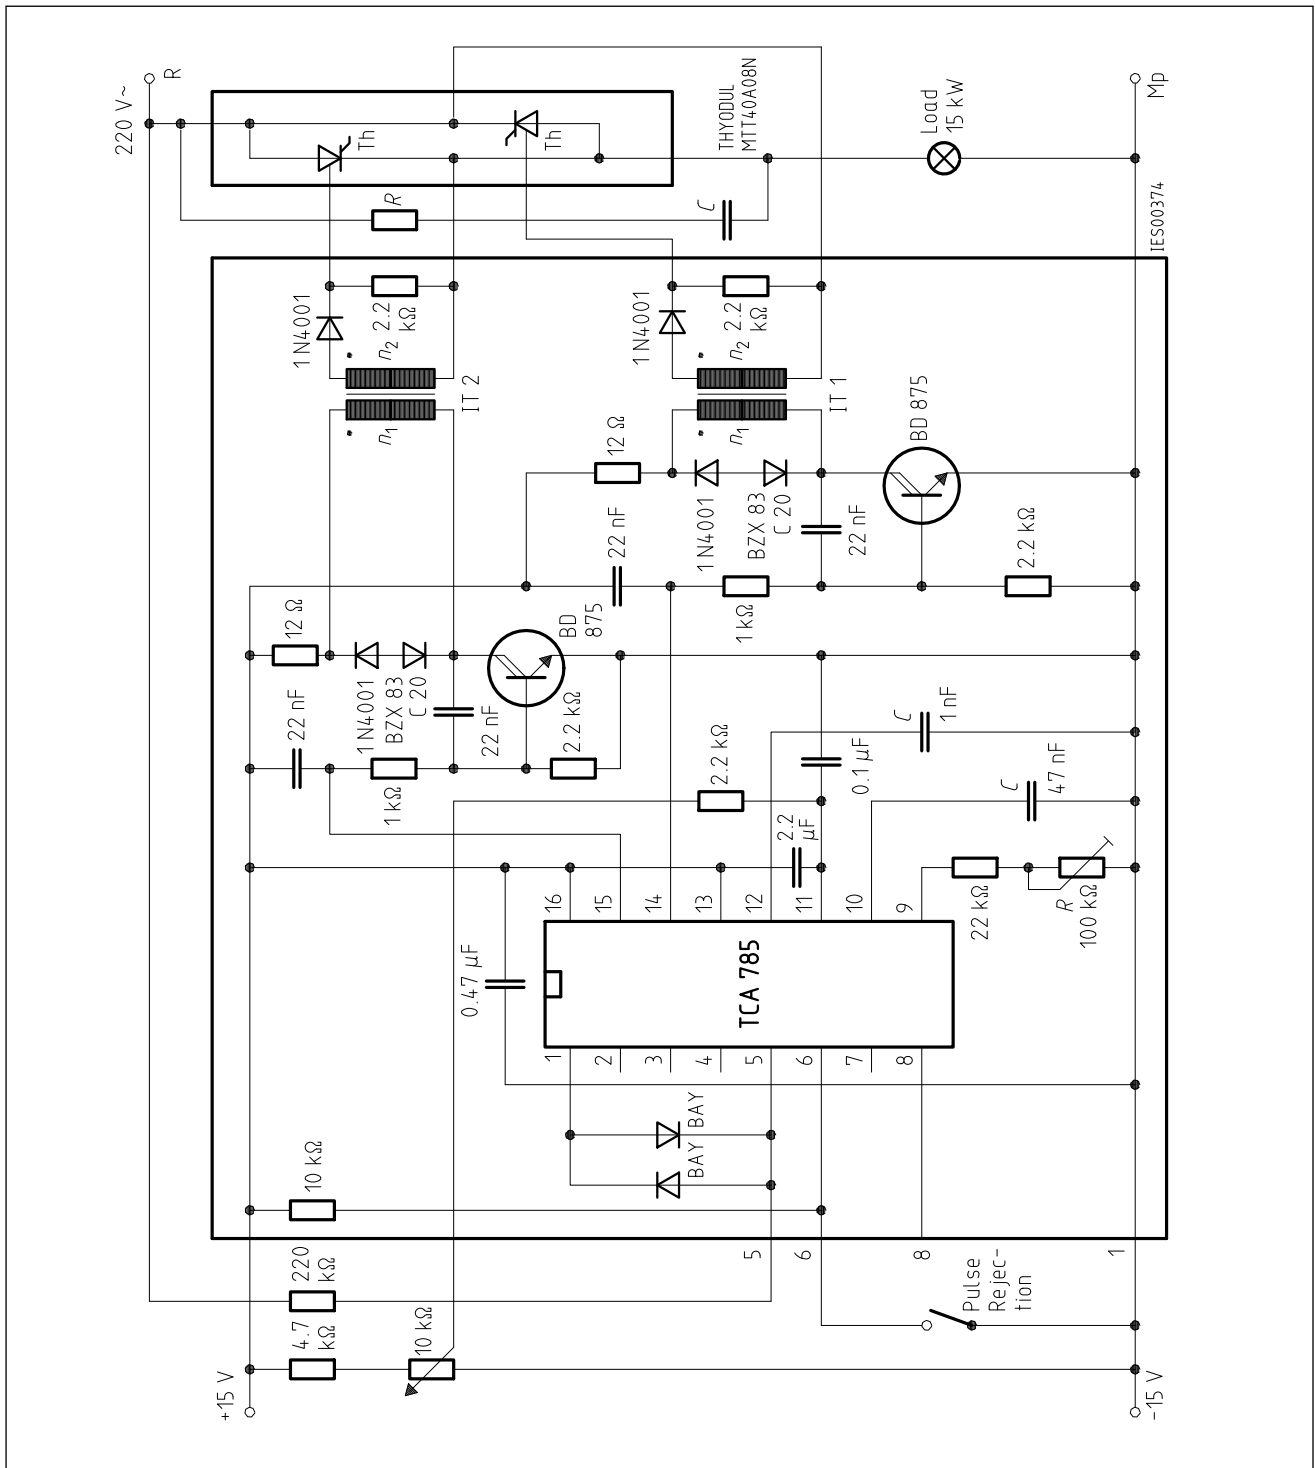 220 V~
R
Th
Th
THYODUL
MTT40A08N
Load
15 kW
Mp
R
C
IES00374
1N4001
2.2
kΩ
n2
n1
IT 2
1N4001
2.2
kΩ
n2
n1
IT 1
12 Ω
BD 875
1N4001
BZX 83
C 20
22 nF
22 nF
1 kΩ
2.2 kΩ
12 Ω
BD
875
1N4001
BZX 83
C 20
22 nF
22 nF
1 kΩ
2.2 kΩ
2.2 kΩ
0.1 µF
C
1 nF
C
47 nF
2.2
µF
16
15
14
13
12
11
10
9
22 kΩ
R
100 kΩ
0.47 µF
TCA 785
1
2
3
4
5
6
7
8
BAY
BAY
10 kΩ
5
6
8
1
220
kΩ
Pulse
Rejec-
tion
4.7
kΩ
10 kΩ
+15 V
-15 V